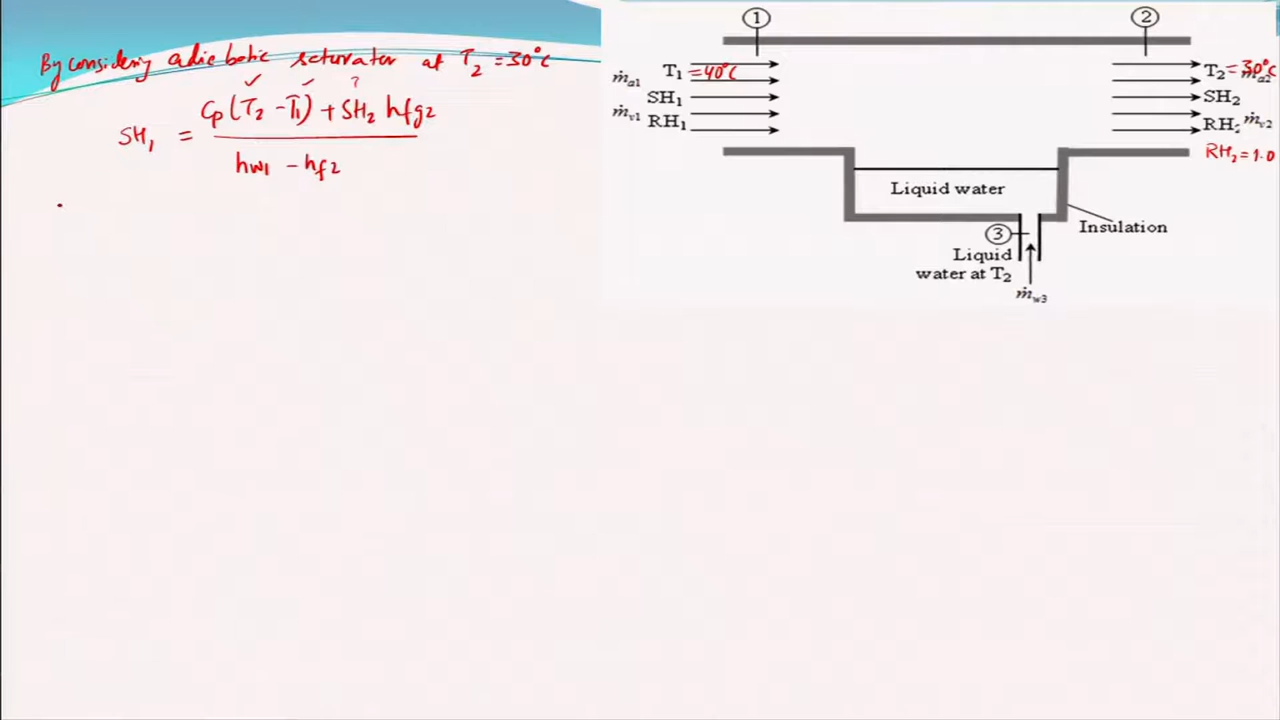 By considering adiabatic saturater at T₂ = 30°C
✓ ✓ ?
SH₁ = Cp(T₂ - T₁) + SH₂ hfg₂
hw₁ - hf₂
① ②
ṁa1 T₁ = 40°C
SH₁
ṁv1 RH₁
T₂ = 30°C ṁa2
SH₂
RH₂ ṁv2
RH₂ = 1.0
Liquid water
Insulation
③
Liquid
water at T₂
ṁw3